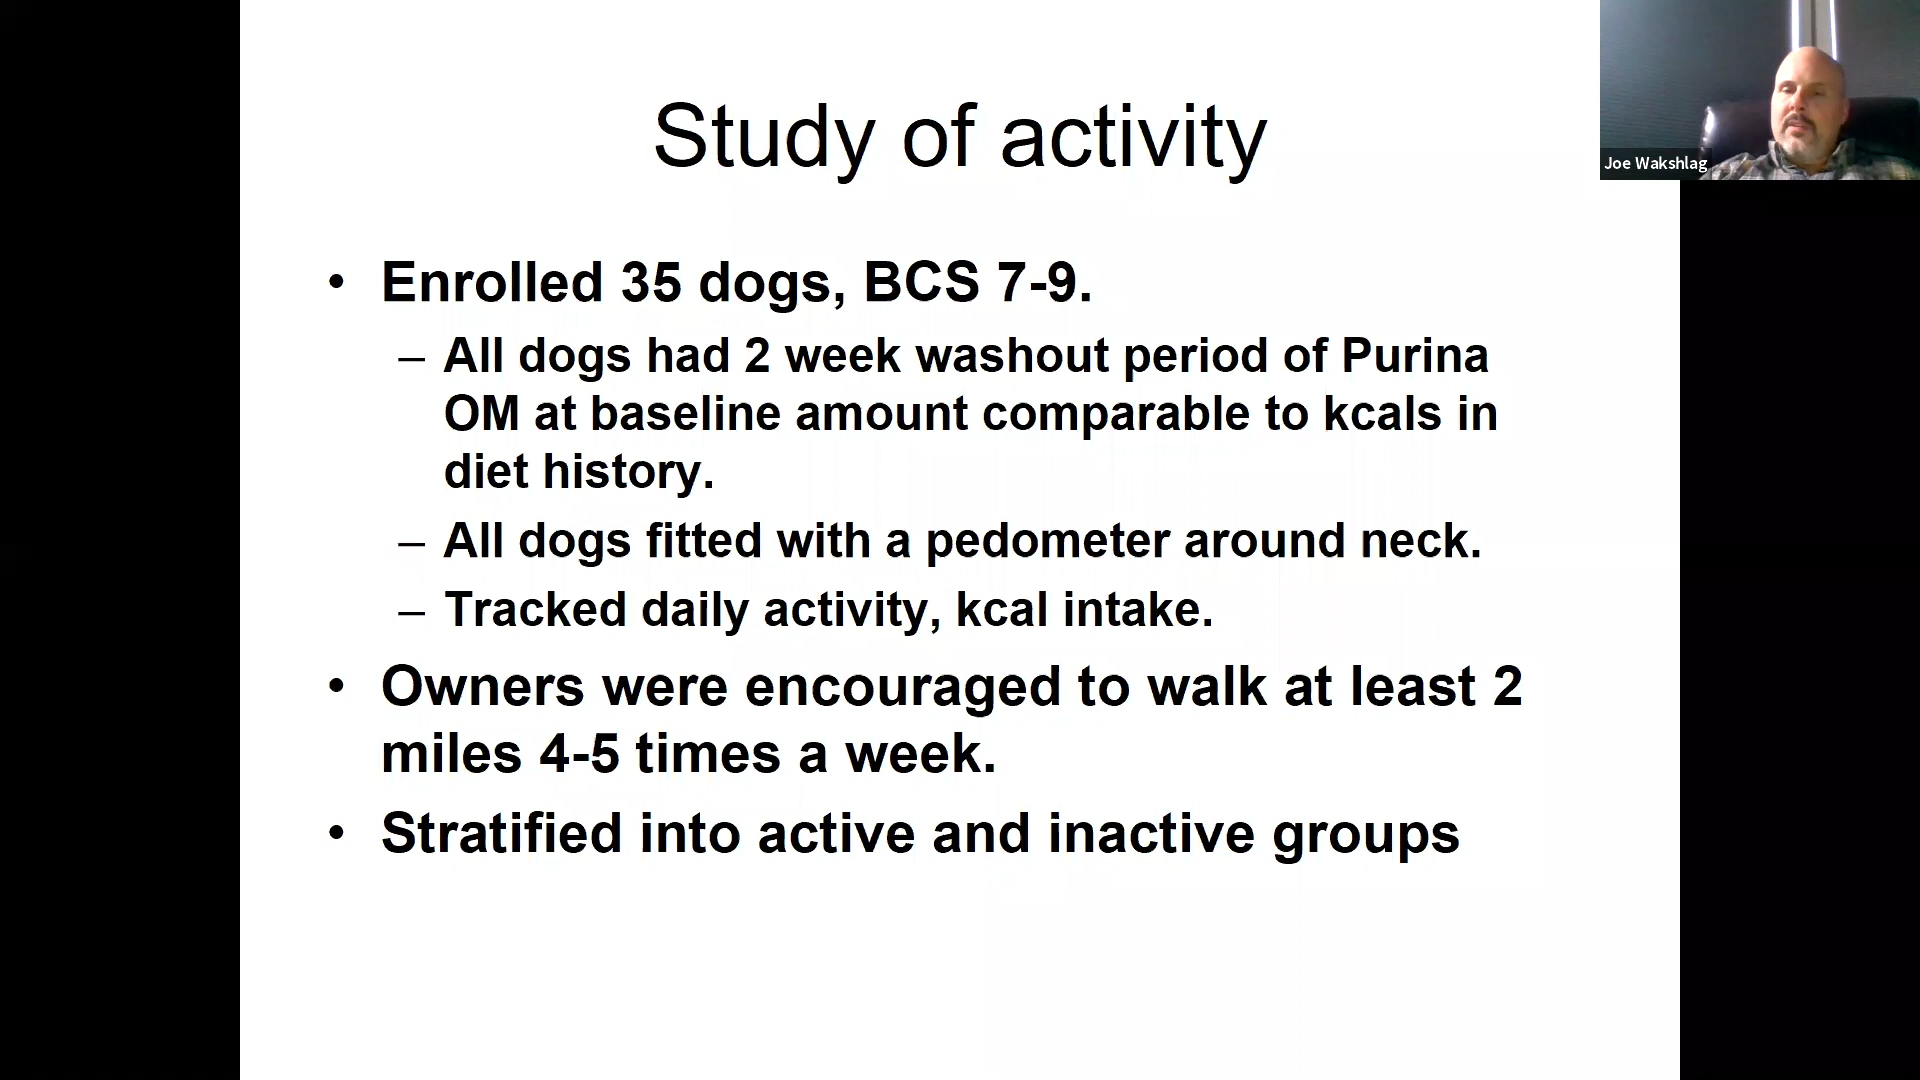 Study of activity
Joe Wakshlag
• Enrolled 35 dogs, BCS 7-9.
– All dogs had 2 week washout period of Purina
OM at baseline amount comparable to kcals in
diet history.
– All dogs fitted with a pedometer around neck.
– Tracked daily activity, kcal intake.
• Owners were encouraged to walk at least 2
miles 4-5 times a week.
• Stratified into active and inactive groups